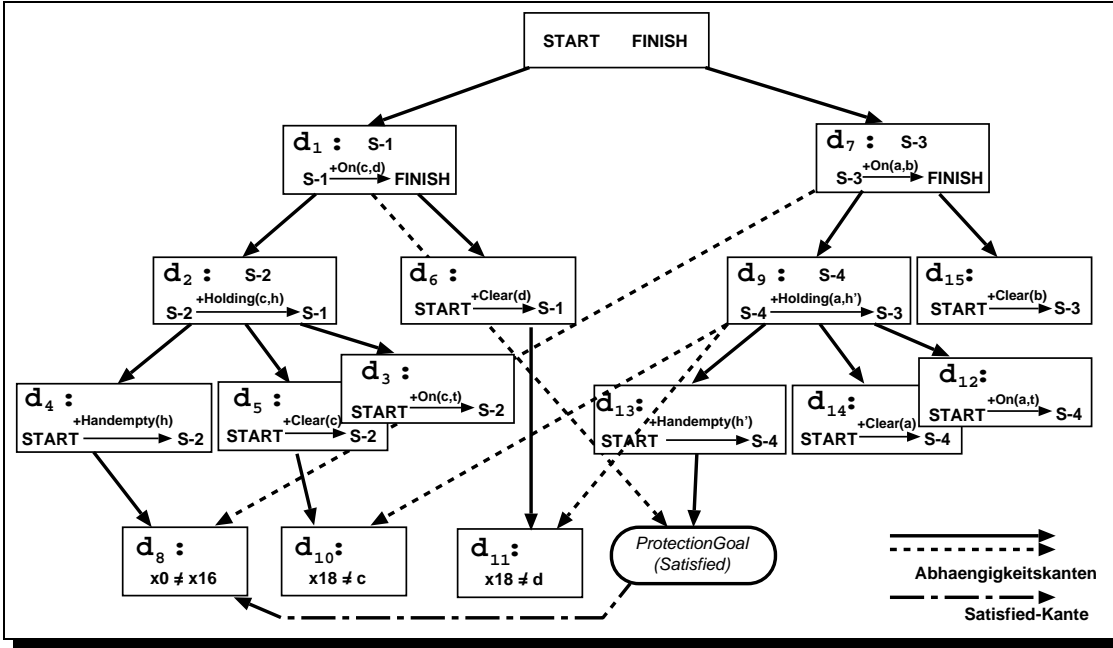 START FINISH
d1 : S-1
+On(c,d)
S-1 FINISH
d7 : S-3
+On(a,b)
S-3 FINISH
d2 : S-2
+Holding(c,h)
S-2 S-1
d6 :
+Clear(d)
START S-1
d9 : S-4
+Holding(a,h')
S-4 S-3
d15:
+Clear(b)
START S-3
d4 :
+Handempty(h)
START S-2
d5 :
+Clear(c)
START S-2
d3 :
+On(c,t)
START S-2
d13:
+Handempty(h')
START S-4
d14:
+Clear(a)
START S-4
d12:
+On(a,t)
START S-4
d8 :
x0 ≠ x16
d10:
x18 ≠ c
d11:
x18 ≠ d
ProtectionGoal
(Satisfied)
Abhaengigkeitskanten
Satisfied-Kante